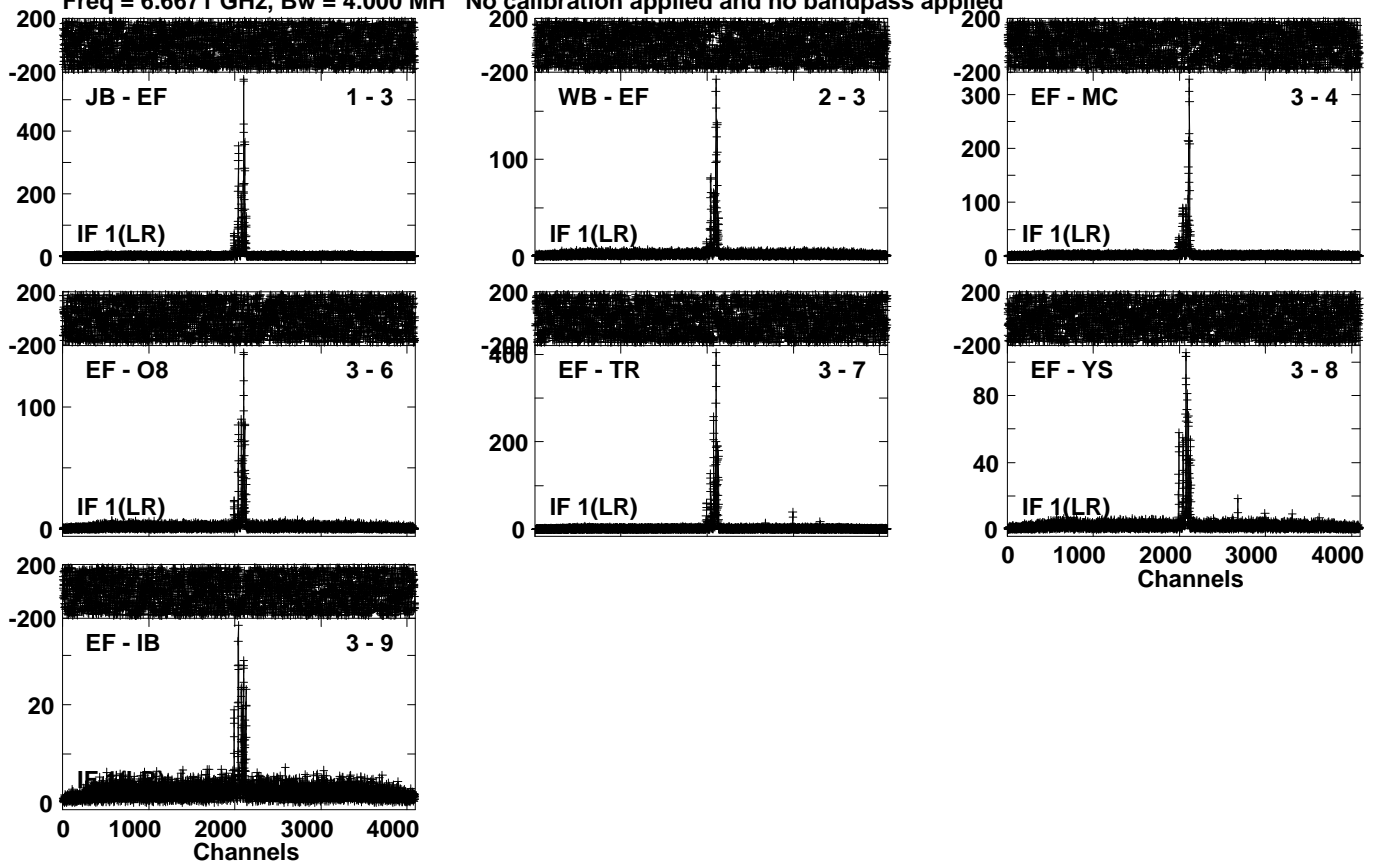 Freq = 6.6671 GHz, Bw = 4.000 MH No calibration applied and no bandpass applied
200
-200
JB - EF 1 - 3
400
200
0
IF 1(LR)
200
-200
WB - EF 2 - 3
100
0
IF 1(LR)
200
-200
EF - MC 3 - 4
300
200
100
0
IF 1(LR)
200
-200
EF - O8 3 - 6
100
0
IF 1(LR)
200
-200
400
EF - TR 3 - 7
200
0
IF 1(LR)
200
-200
EF - YS 3 - 8
80
40
0
IF 1(LR)
0 1000 2000 3000 4000
Channels
200
-200
EF - IB 3 - 9
20
0
IF 1(LR)
0 1000 2000 3000 4000
Channels